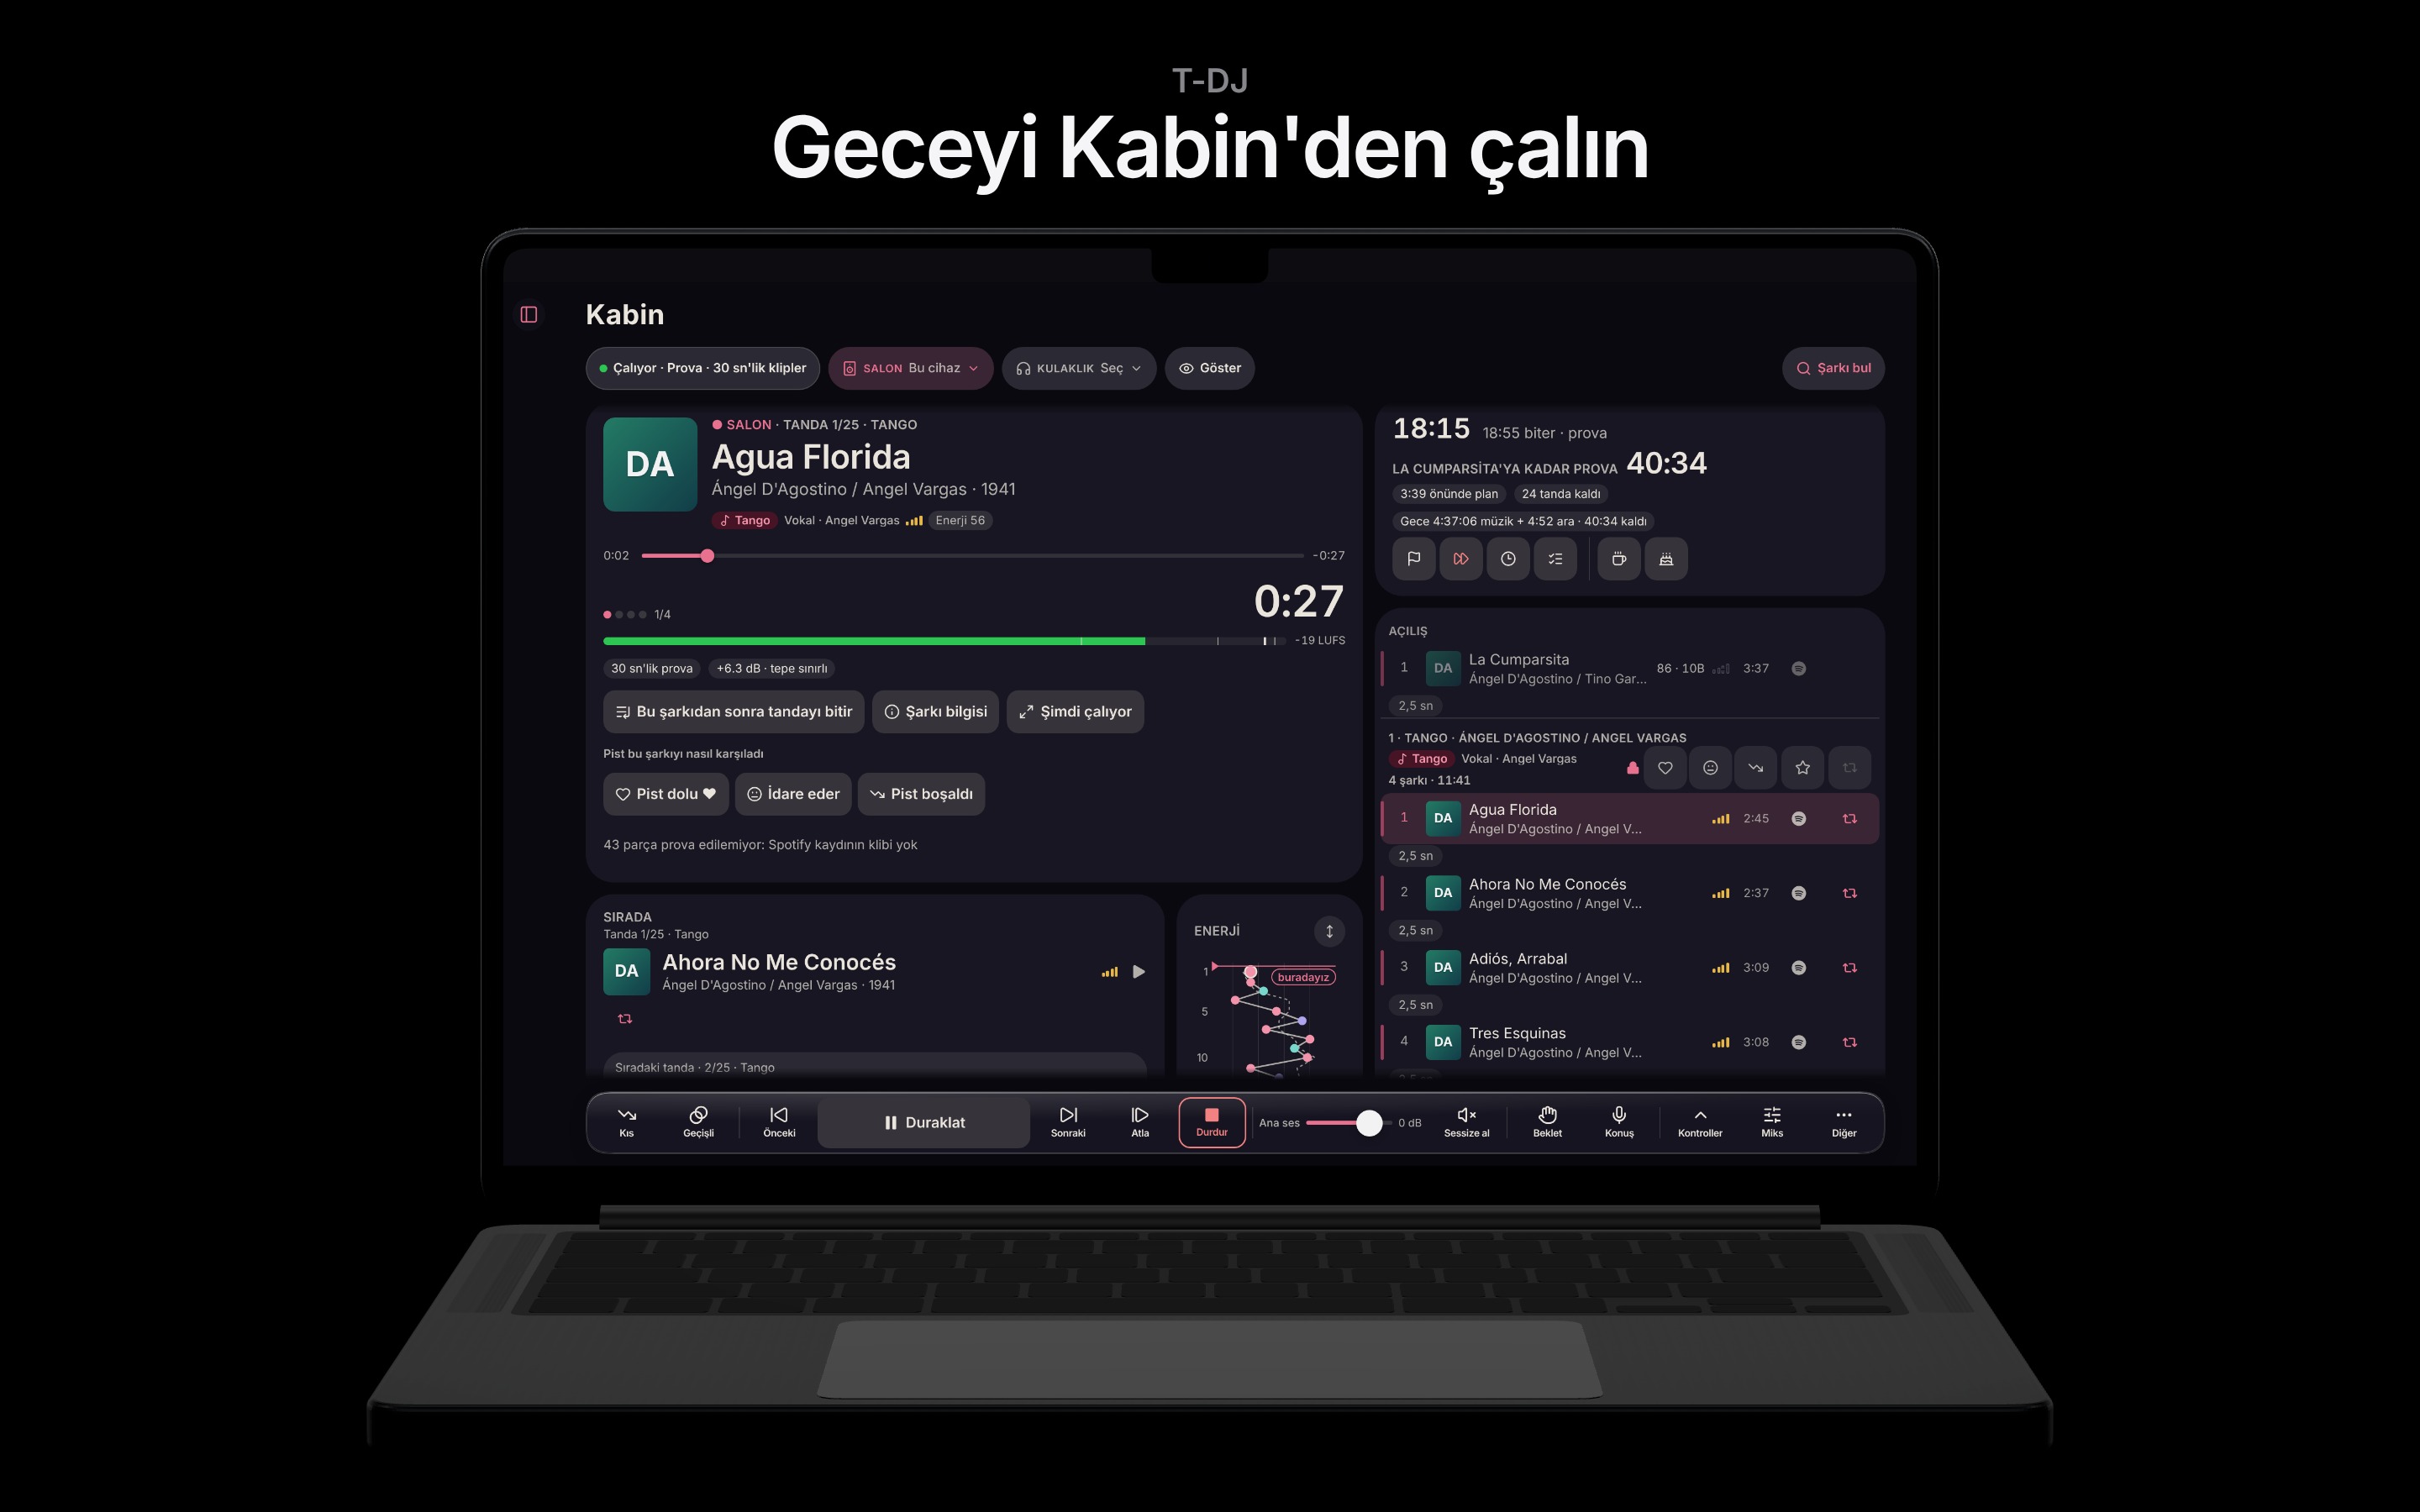 T-DJ
Geceyi Kabin'den çalın
Kabin
Çalıyor · Prova · 30 sn'lik klipler
SALON Bu cihaz
KULAKLIK Seç
Göster
Şarkı bul
DA
SALON · TANDA 1/25 · TANGO
Agua Florida
Ángel D'Agostino / Angel Vargas · 1941
Tango
Vokal · Angel Vargas
Enerji 56
0:02
-0:27
1/4
0:27
-19 LUFS
30 sn'lik prova
+6.3 dB · tepe sınırlı
Bu şarkıdan sonra tandayı bitir
Şarkı bilgisi
Şimdi çalıyor
Pist bu şarkıyı nasıl karşıladı
Pist dolu ♥
İdare eder
Pist boşaldı
43 parça prova edilemiyor: Spotify kaydının klibi yok
SIRADA
Tanda 1/25 · Tango
DA
Ahora No Me Conocés
Ángel D'Agostino / Angel Vargas · 1941
Sıradaki tanda · 2/25 · Tango
ENERJİ
buradayız
1
5
10
18:15 18:55 biter · prova
LA CUMPARSİTA'YA KADAR PROVA 40:34
3:39 önünde plan
24 tanda kaldı
Gece 4:37:06 müzik + 4:52 ara · 40:34 kaldı
AÇILIŞ
1 DA La Cumparsita 86 · 10B 3:37
Ángel D'Agostino / Tino Gar...
2,5 sn
1 · TANGO · ÁNGEL D'AGOSTINO / ANGEL VARGAS
Tango Vokal · Angel Vargas
4 şarkı · 11:41
1 DA Agua Florida 2:45
Ángel D'Agostino / Angel V...
2,5 sn
2 DA Ahora No Me Conocés 2:37
Ángel D'Agostino / Angel V...
2,5 sn
3 DA Adiós, Arrabal 3:09
Ángel D'Agostino / Angel V...
2,5 sn
4 DA Tres Esquinas 3:08
Ángel D'Agostino / Angel V...
Kıs
Geçişli
Önceki
Duraklat
Sonraki
Atla
Durdur
Ana ses
0 dB
Sessize al
Beklet
Konuş
Kontroller
Miks
Diğer